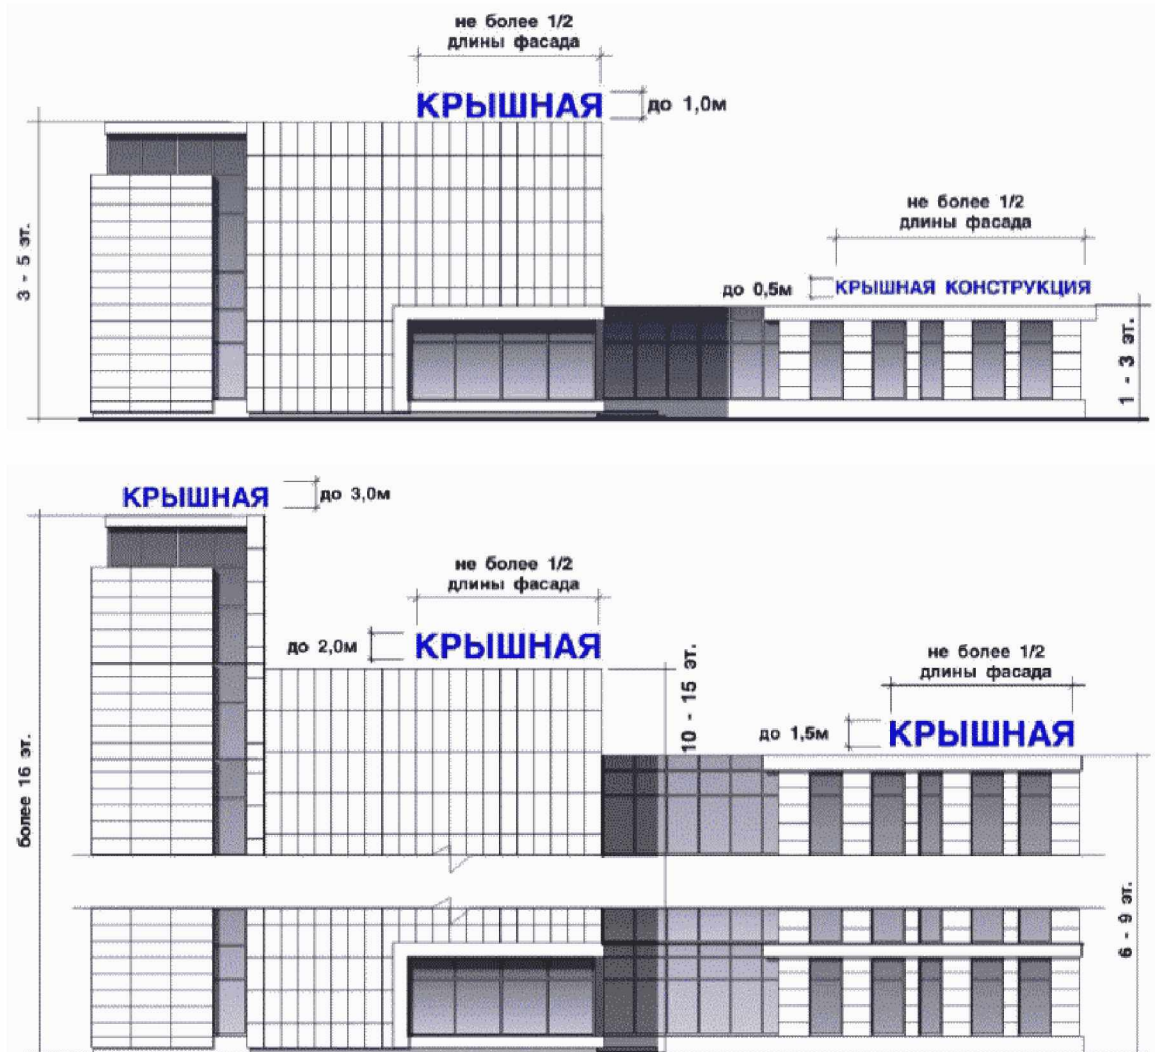 не более 1/2
длины фасада
КРЫШНАЯ
до 1,0м
3 - 5 эт.
не более 1/2
длины фасада
до 0,5м
КРЫШНАЯ КОНСТРУКЦИЯ
1 - 3 эт.
КРЫШНАЯ
до 3,0м
не более 1/2
длины фасада
до 2,0м
КРЫШНАЯ
10 - 15 эт.
не более 1/2
длины фасада
до 1,5м
КРЫШНАЯ
более 16 эт.
6 - 9 эт.